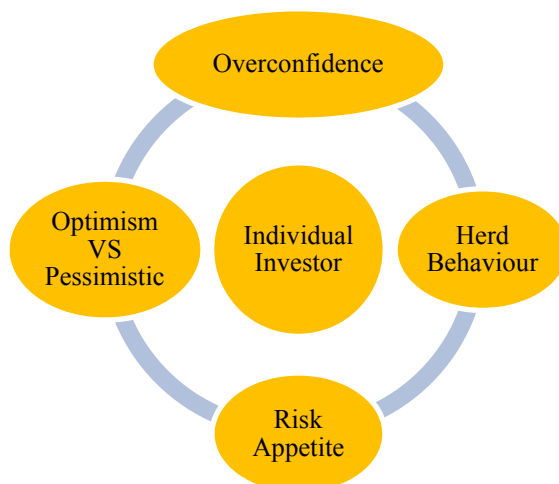 Overconfidence
Optimism
VS
Pessimistic
Individual
Investor
Herd
Behaviour
Risk
Appetite